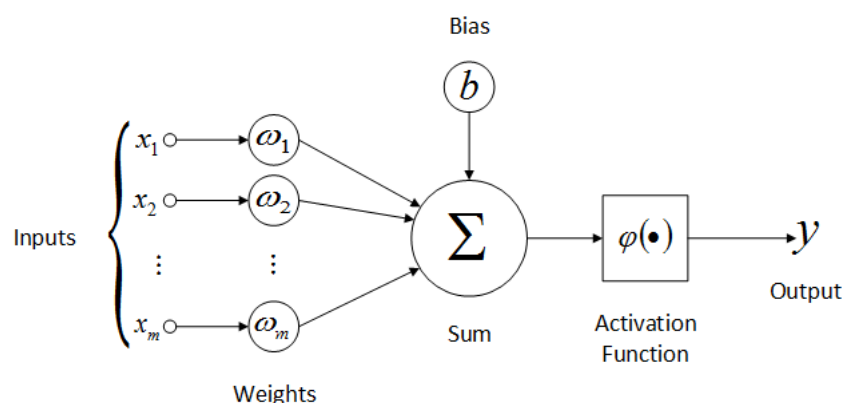 Bias
b
x₁ ω₁
x₂ ω₂
Inputs
Σ
φ(•)
y
⋮ ⋮
Output
xₘ ωₘ
Sum
Activation
Function
Weights